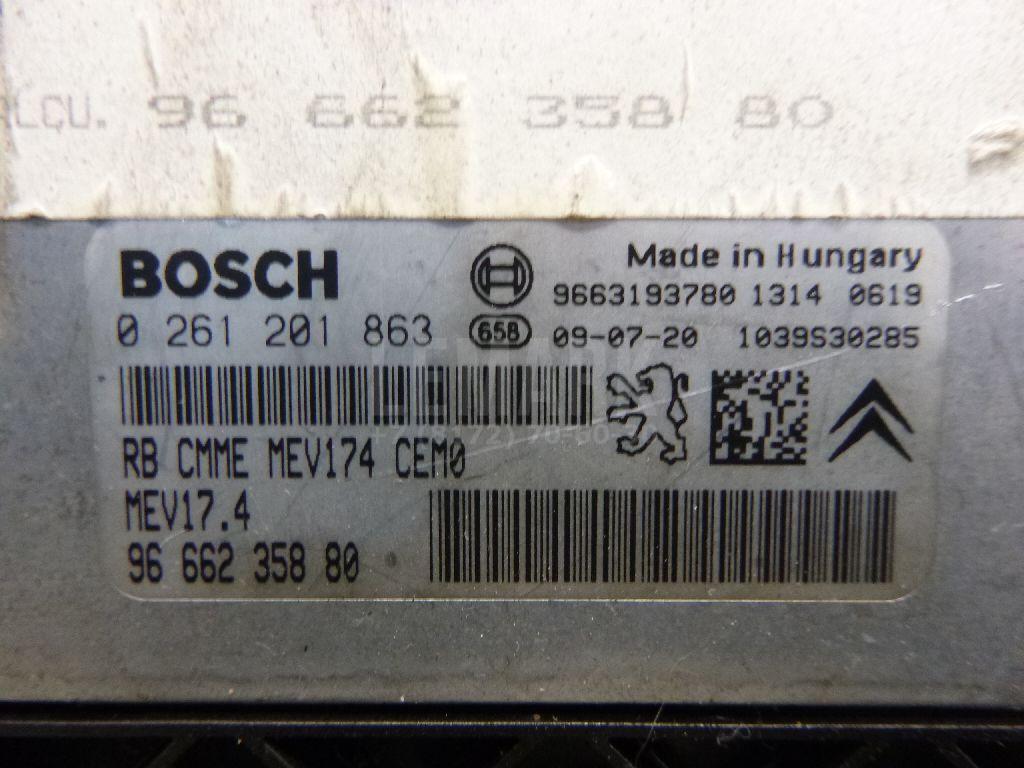 LCU. 96 662 358 80
BOSCH
Made in Hungary
9663193780 1314 0619
0 261 201 863
658
09-07-20 1039S30285
RB CMME MEV174 CEM0
MEV17.4
96 662 358 80